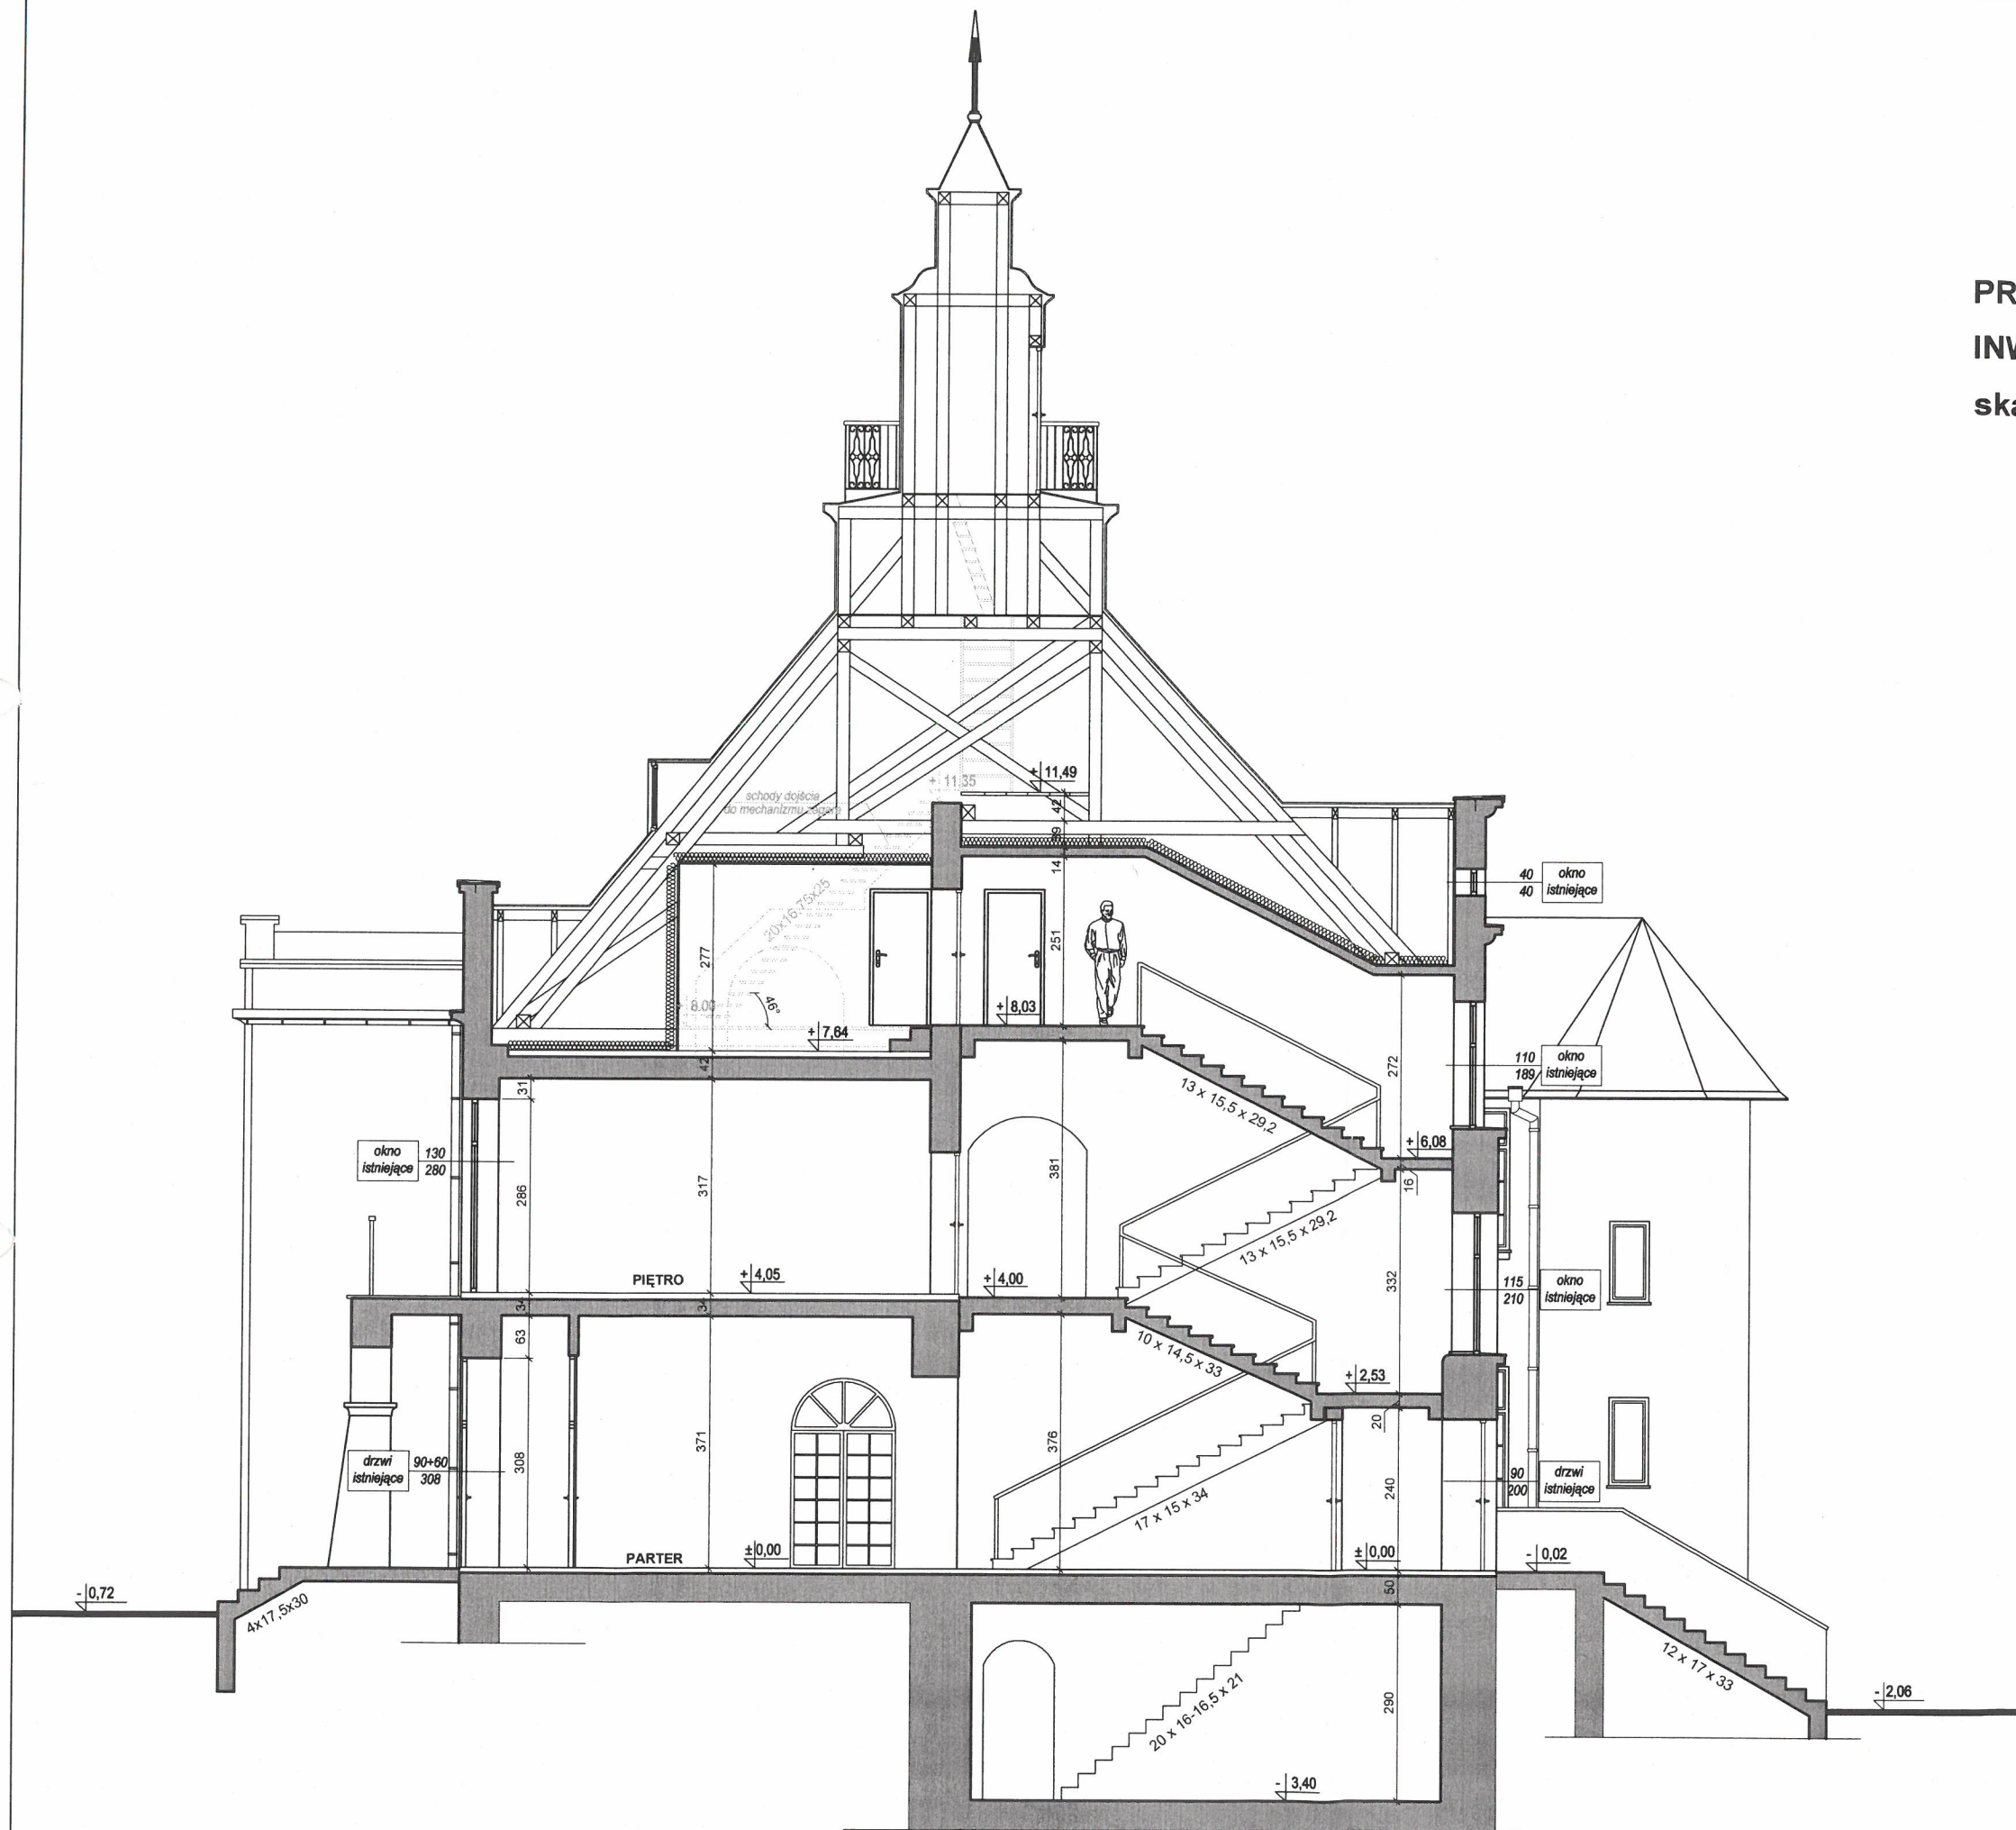 PR
INW
ska
+ 11,49
+ 11,35
schody dojścia
do mechanizmu zegara
42
39
14
40
40
okno
istniejące
20x16,75x25
277
251
46°
+ 8.00
+ 8,03
+ 7,64
42
31
110
189
okno
istniejące
272
13 x 15,5 x 29,2
+ 6,08
okno
istniejące
130
280
16
286
317
381
13 x 15,5 x 29,2
PIĘTRO
+ 4,05
+ 4,00
332
115
210
okno
istniejące
34
34
63
10 x 14,5 x 33
+ 2,53
20
371
376
308
drzwi
istniejące
90+60
308
17 x 15 x 34
240
90
200
drzwi
istniejące
PARTER
± 0,00
± 0,00
- 0,02
- 0,72
4x17,5x30
50
12 x 17 x 33
20 x 16-16,5 x 21
290
- 2,06
- 3,40